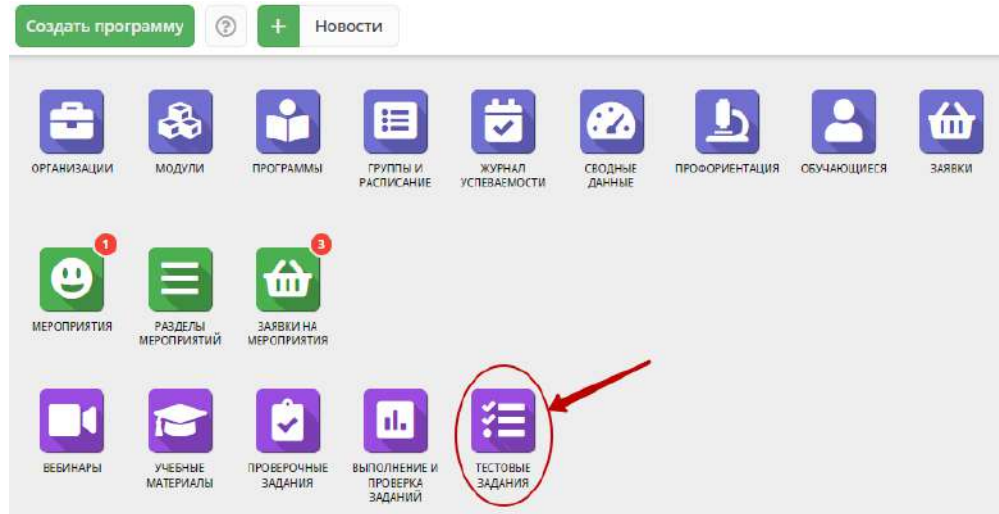 Создать программу ? + Новости
ОРГАНИЗАЦИИ МОДУЛИ ПРОГРАММЫ ГРУППЫ И РАСПИСАНИЕ ЖУРНАЛ УСПЕВАЕМОСТИ СВОДНЫЕ ДАННЫЕ ПРОФОРИЕНТАЦИЯ ОБУЧАЮЩИЕСЯ ЗАЯВКИ
1 3
МЕРОПРИЯТИЯ РАЗДЕЛЫ МЕРОПРИЯТИЙ ЗАЯВКИ НА МЕРОПРИЯТИЯ
ВЕБИНАРЫ УЧЕБНЫЕ МАТЕРИАЛЫ ПРОВЕРОЧНЫЕ ЗАДАНИЯ ВЫПОЛНЕНИЕ И ПРОВЕРКА ЗАДАНИЙ ТЕСТОВЫЕ ЗАДАНИЯ